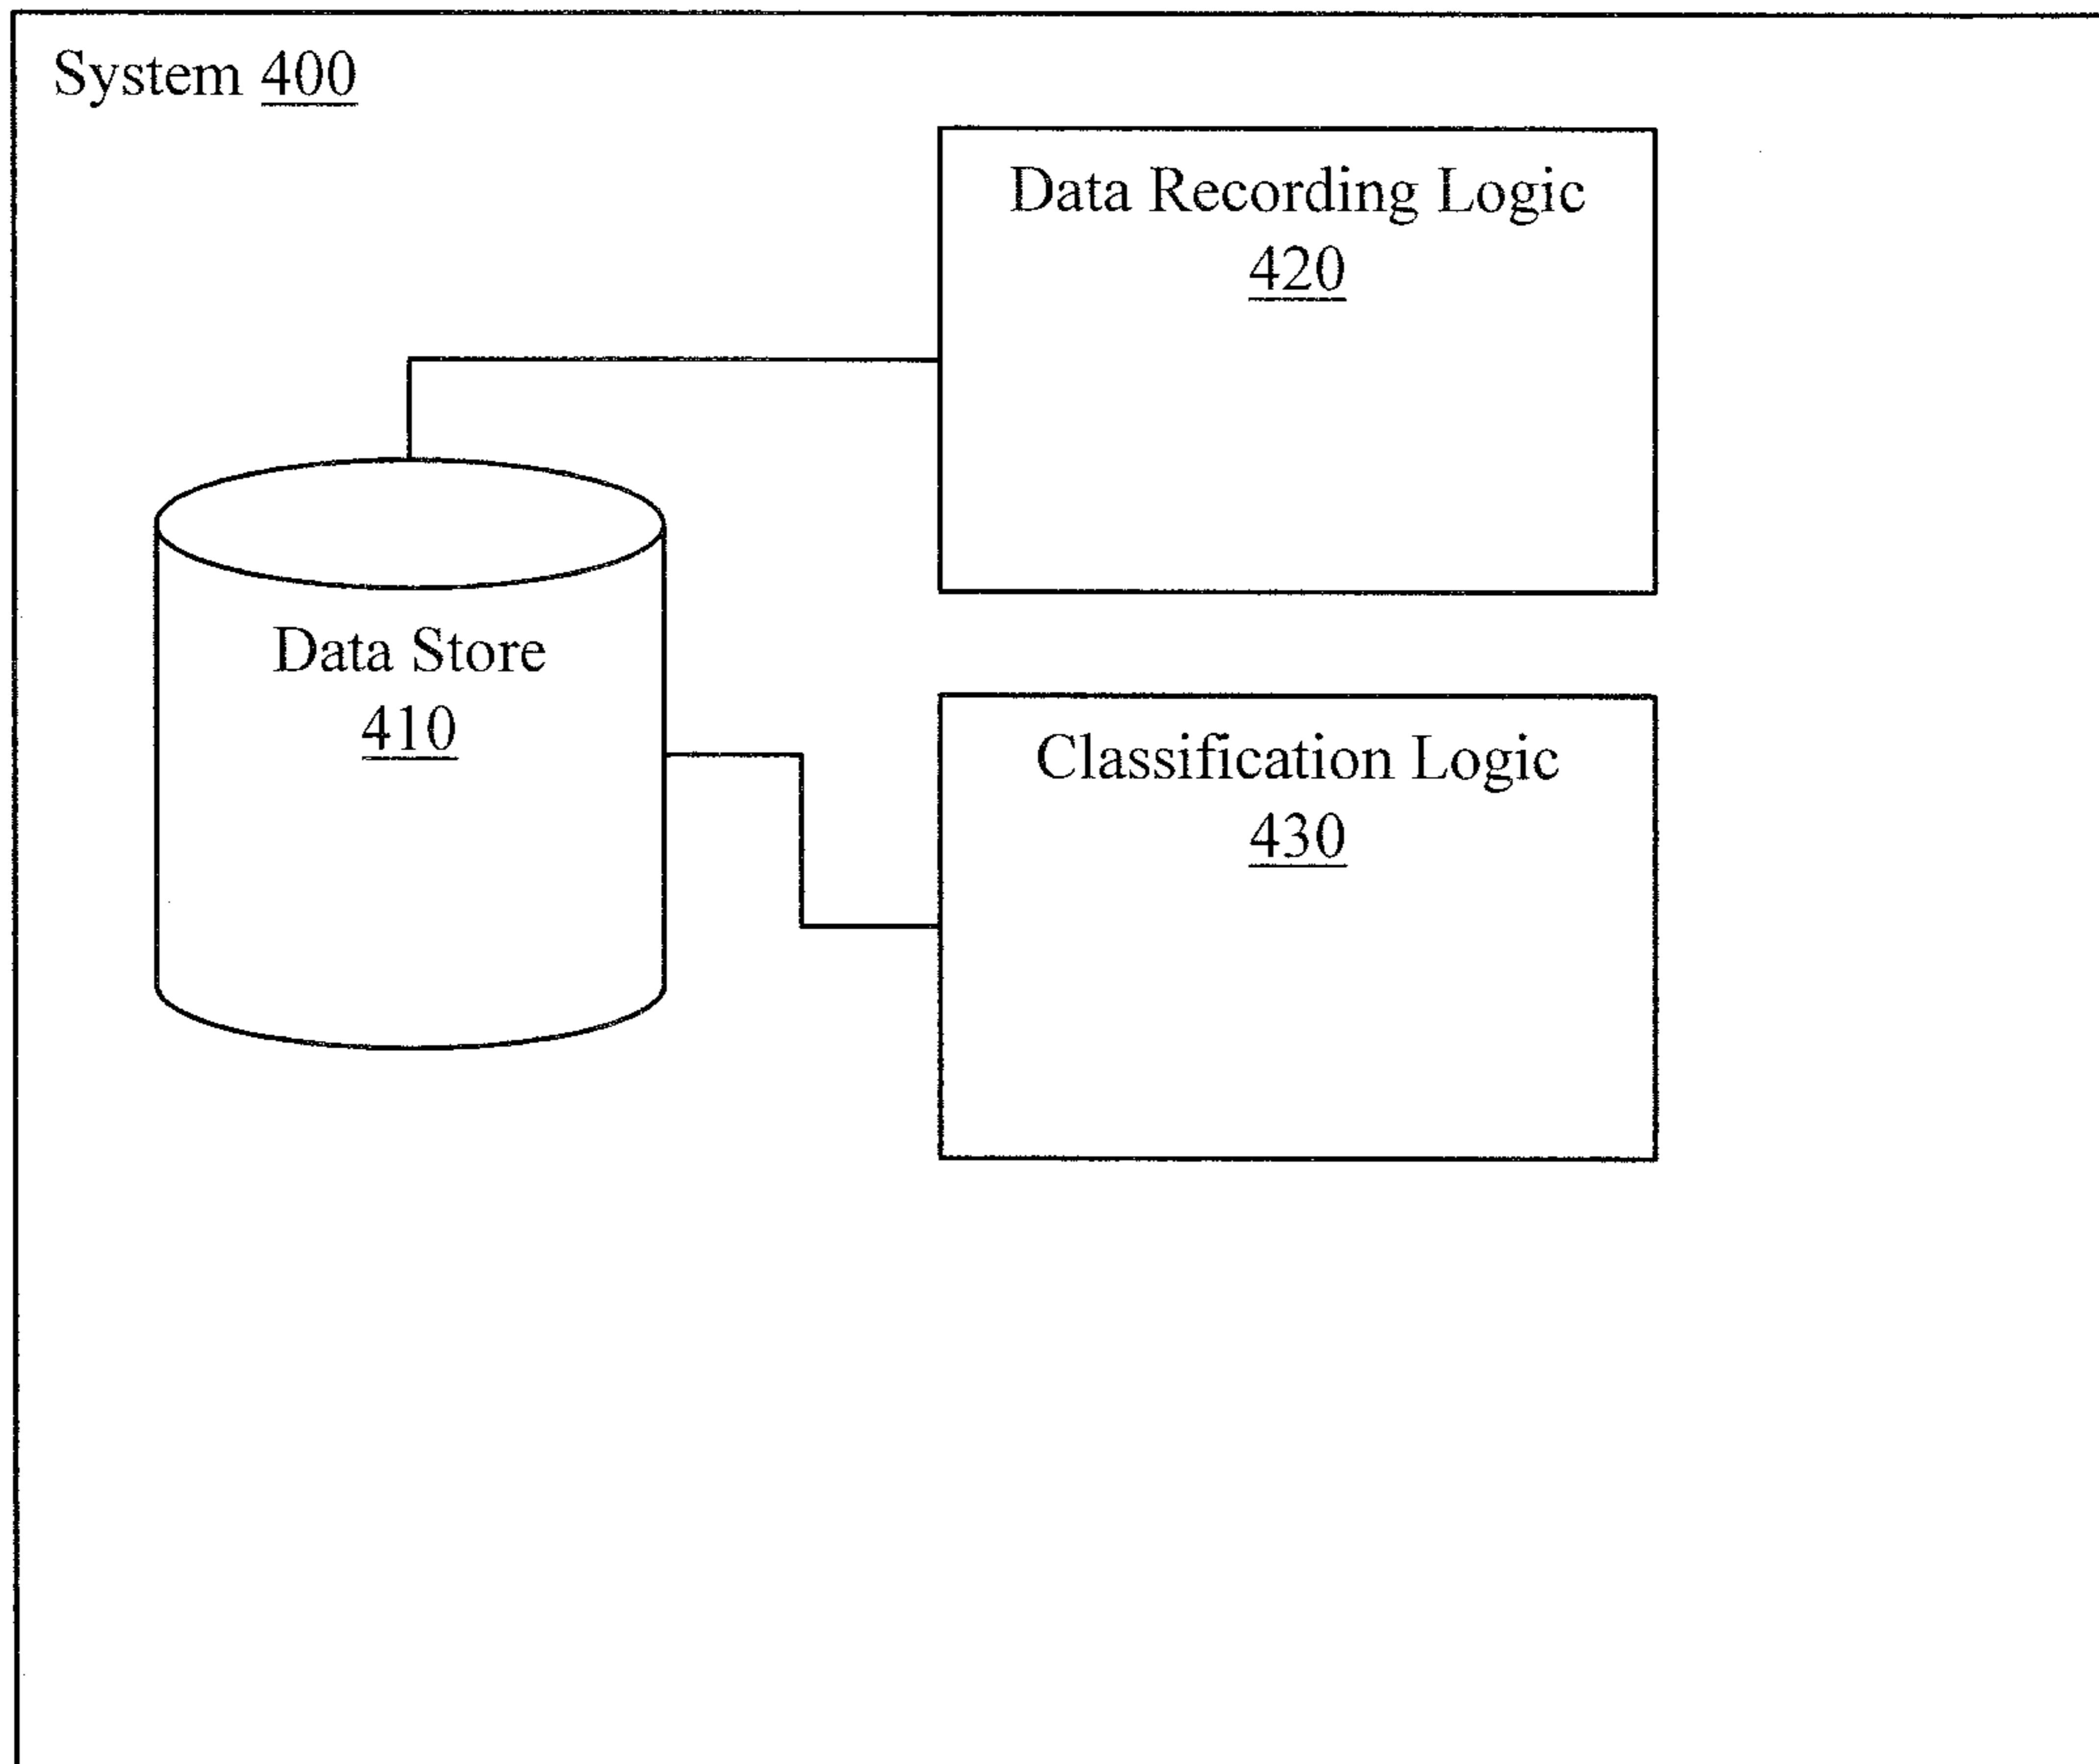 System 400
Data Recording Logic
420
Data Store
410
Classification Logic
430